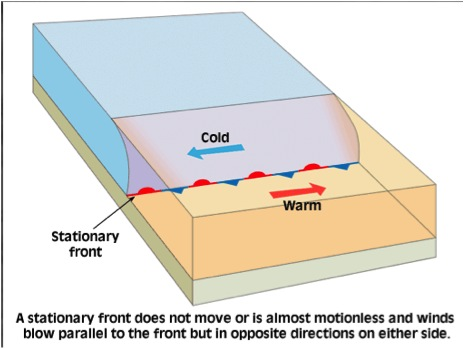 Cold
Warm
Stationary
front
A stationary front does not move or is almost motionless and winds
blow parallel to the front but in opposite directions on either side.